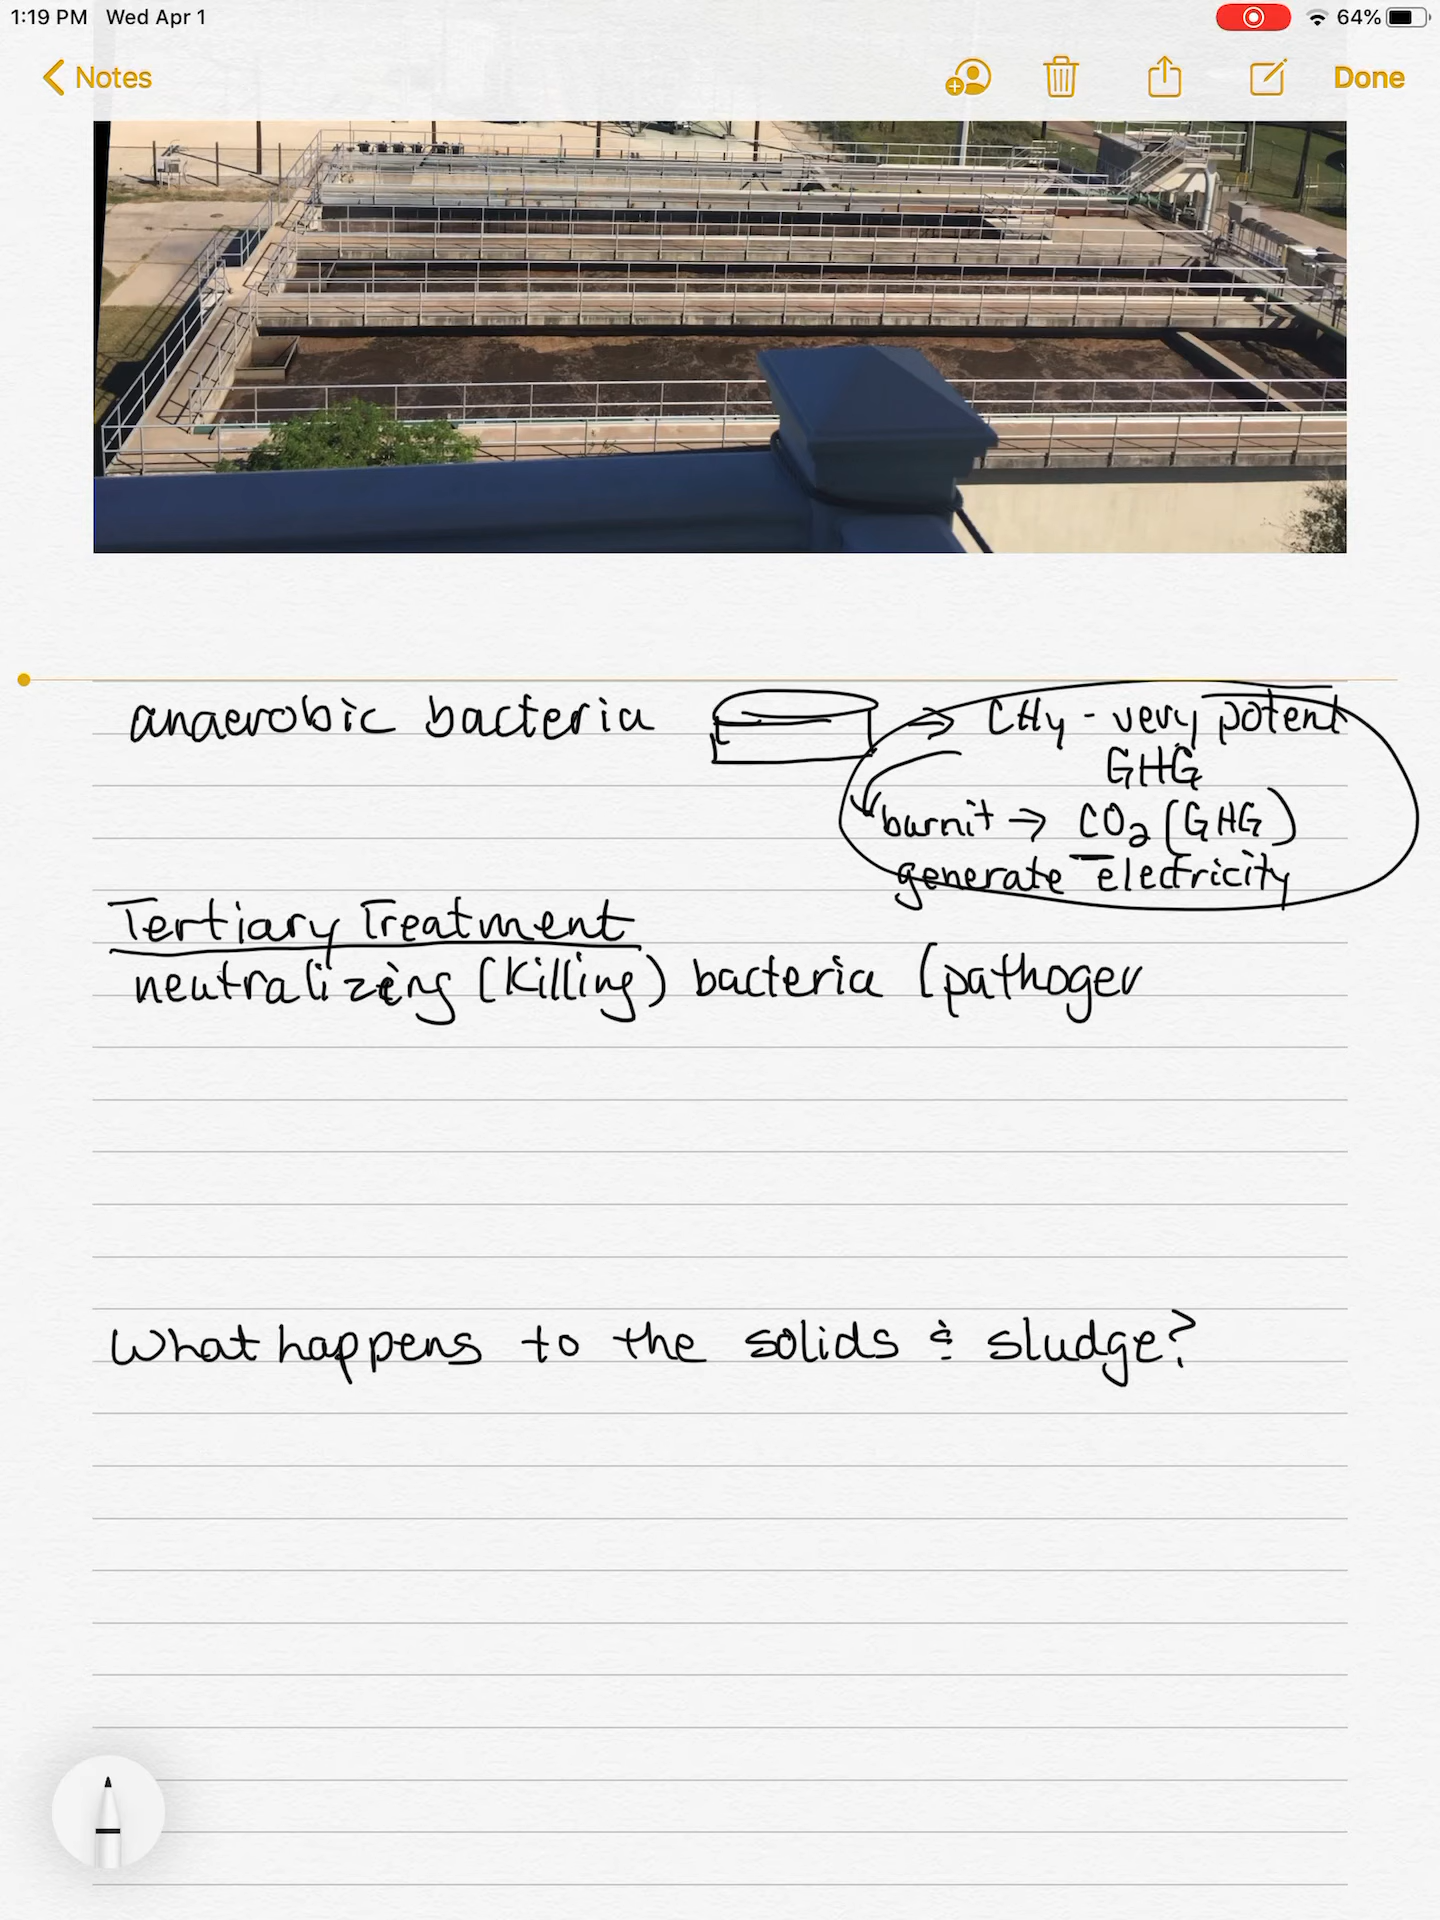 1:19 PM Wed Apr 1 64%
Notes Done
anaerobic bacteria → CH4 - very potent
GHG
burn it → CO2 (GHG)
generate electricity
Tertiary Treatment
neutralizing (killing) bacteria (pathogen
What happens to the solids & sludge?